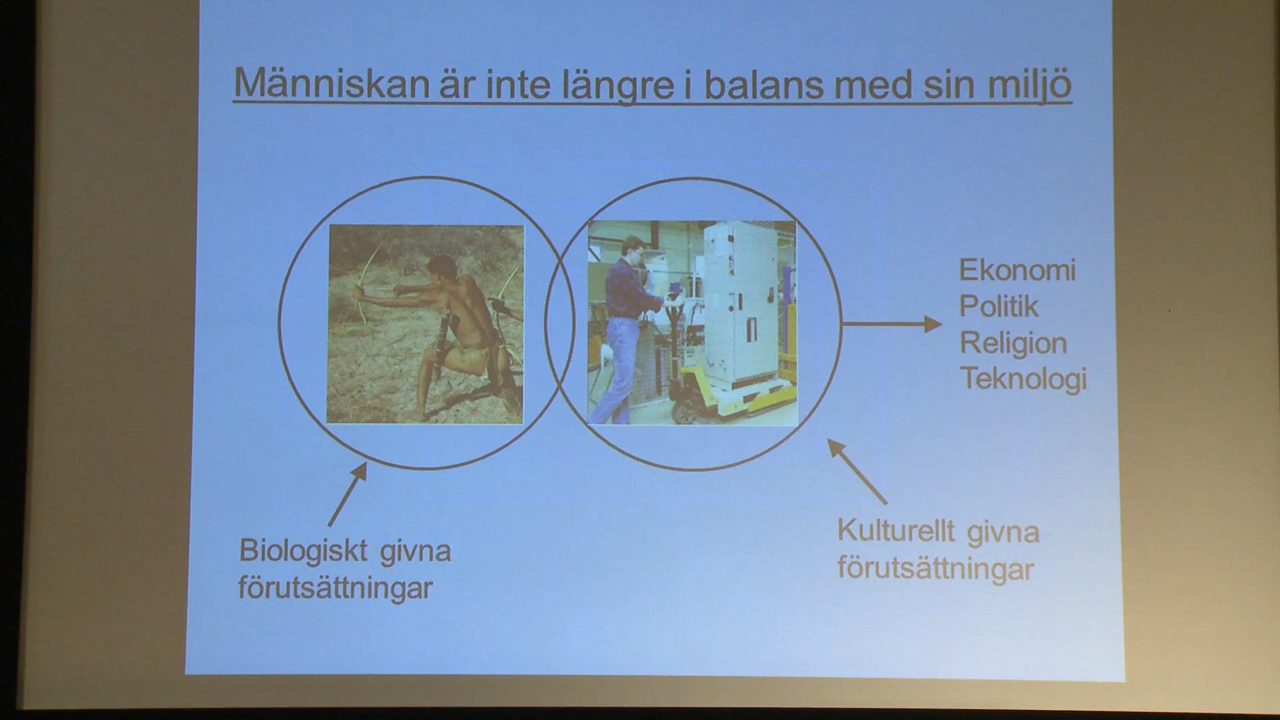 Människan är inte längre i balans med sin miljö
Ekonomi
Politik
Religion
Teknologi
Biologiskt givna
förutsättningar
Kulturellt givna
förutsättningar